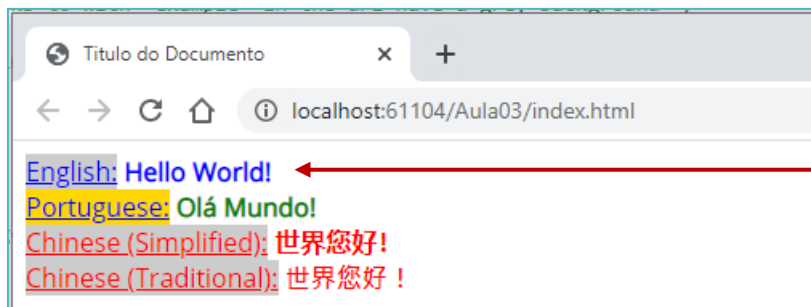 Titulo do Documento
localhost:61104/Aula03/index.html
English: Hello World!
Portuguese: Olá Mundo!
Chinese (Simplified): 世界您好!
Chinese (Traditional): 世界您好！